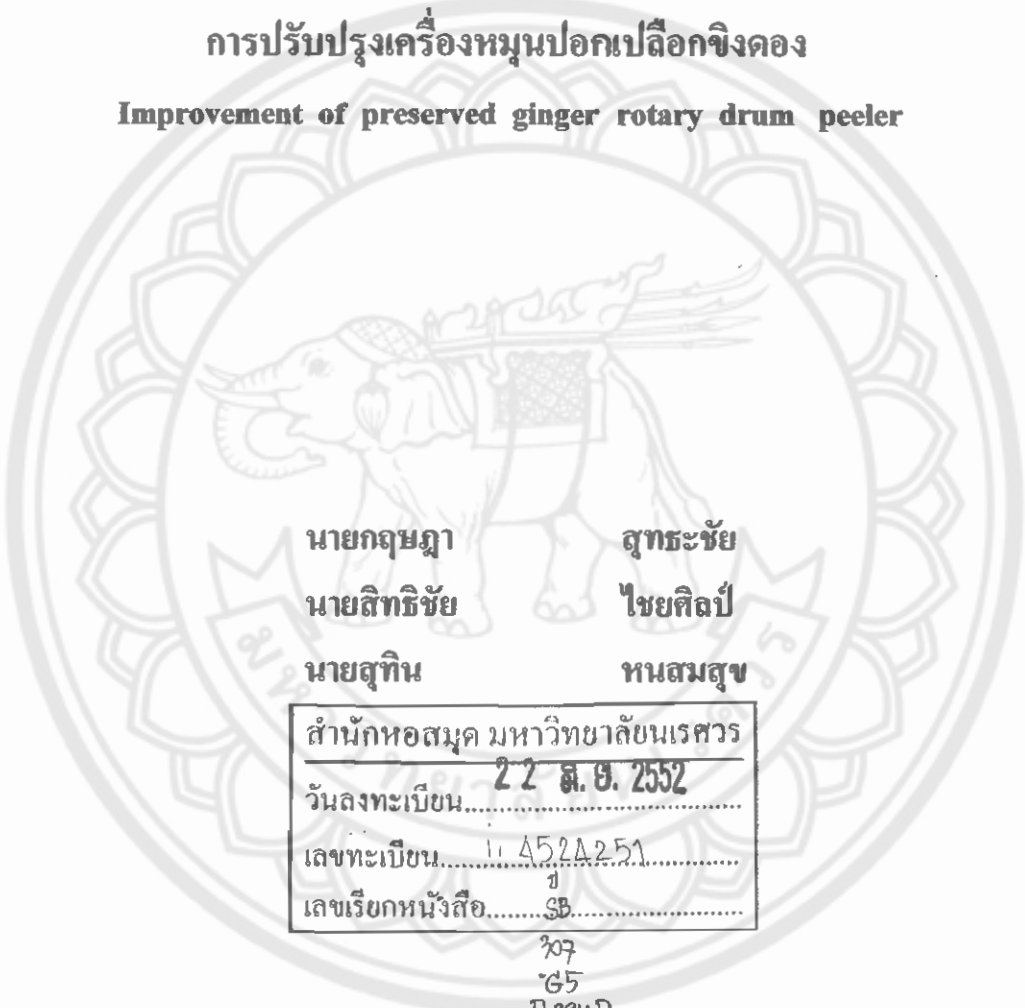 การปรับปรุงเครื่องหมุนปอกเปลือกขิงดอง
Improvement of preserved ginger rotary drum peeler
นายกฤษฎา สุทธะชัย
นายสิทธิชัย ไชยศิลป์
นายสุทิน หนสมสุข
สำนักหอสมุด มหาวิทยาลัยนเรศวร
วันลงทะเบียน 22 มิ.ย. 2552
เลขทะเบียน 4524251
เลขเรียกหนังสือ SB
307
G5